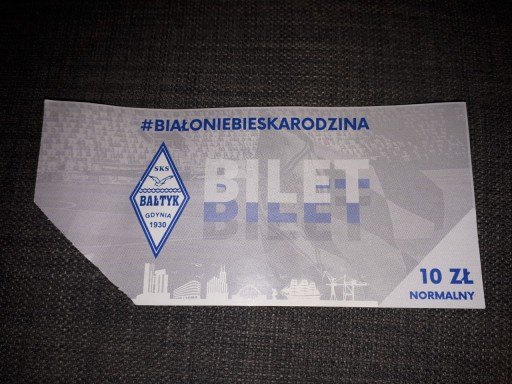 #BIAŁONIEBIESKARODZINA
SKS
BAŁTYK
GDYNIA
1930
BILET
10 ZŁ
NORMALNY